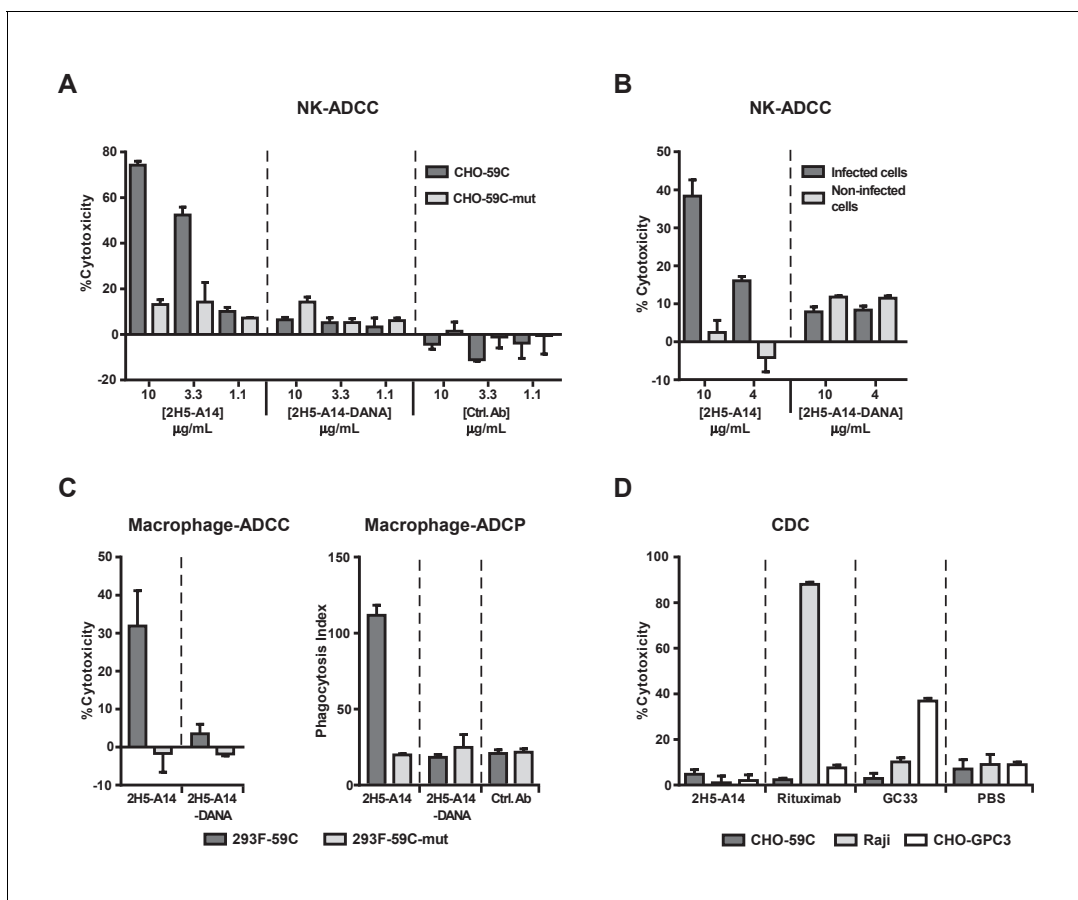 A
NK-ADCC
%Cytotoxicity
80
60
40
20
0
-20
CHO-59C
CHO-59C-mut
10 3.3 1.1 10 3.3 1.1 10 3.3 1.1
[2H5-A14] [2H5-A14-DANA] [Ctrl.Ab]
µg/mL µg/mL µg/mL
B
NK-ADCC
% Cytotoxicity
50
40
30
20
10
0
-10
Infected cells
Non-infected
cells
10 4 10 4
[2H5-A14] [2H5-A14-DANA]
µg/mL µg/mL
C
Macrophage-ADCC
%Cytotoxicity
50
40
30
20
10
0
-10
2H5-A14 2H5-A14
-DANA
Macrophage-ADCP
Phagocytosis Index
150
100
50
0
2H5-A14 2H5-A14 Ctrl.Ab
-DANA
293F-59C 293F-59C-mut
D
CDC
%Cytotoxicity
100
80
60
40
20
0
2H5-A14 Rituximab GC33 PBS
CHO-59C Raji CHO-GPC3